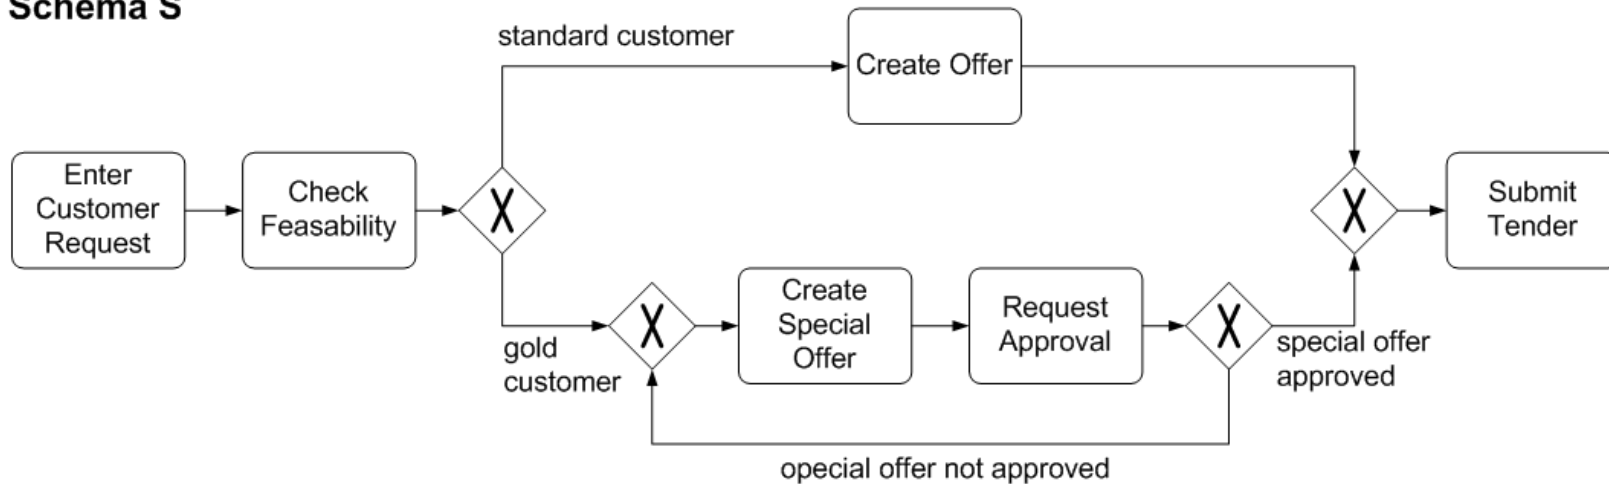 Schema S
standard customer
Create Offer
Enter
Customer
Request
Check
Feasability
X
X
Submit
Tender
gold
customer
X
Create
Special
Offer
Request
Approval
X
special offer
approved
opecial offer not approved